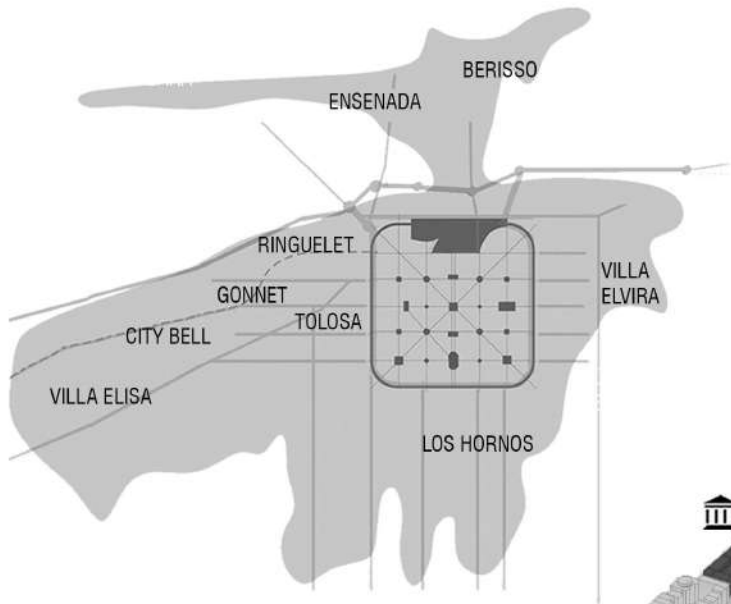 BERISSO
ENSENADA
RINGUELET
GONNET
VILLA
ELVIRA
TOLOSA
CITY BELL
VILLA ELISA
LOS HORNOS